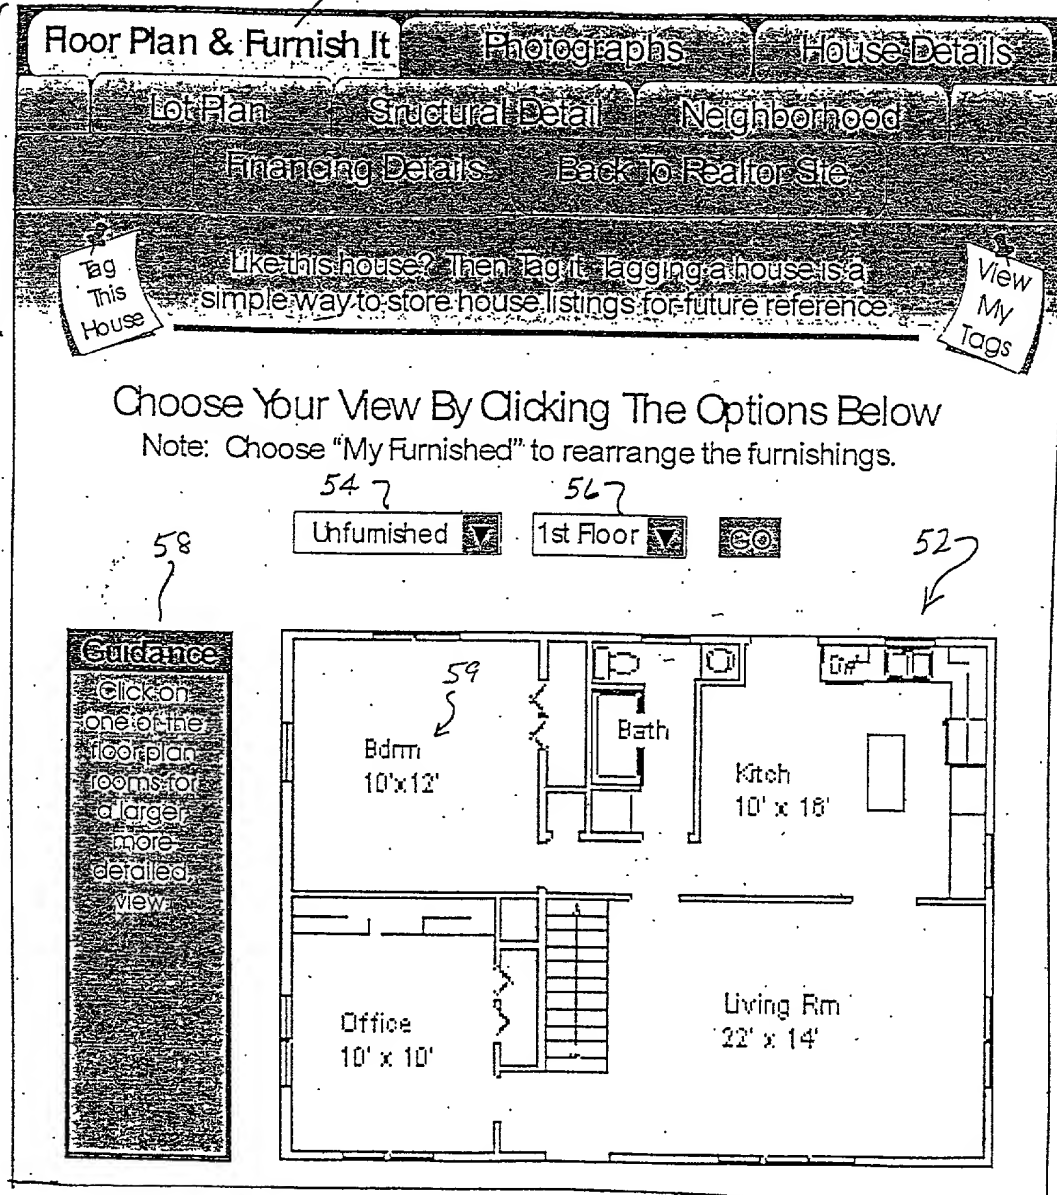 Floor Plan & Furnish It
Photographs
House Details
Lot Plan
Structural Detail
Neighborhood
Financing Details
Back To Realtor Site
Tag
This
House
Like this house? Then Tag it. Tagging a house is a
simple way to store house listings for future reference.
View
My
Tags
Choose Your View By Clicking The Options Below
Note: Choose "My Furnished" to rearrange the furnishings.
54
56
Unfurnished
1st Floor
GO
58
52
Guidance
Click on
one of the
floor plan
rooms for
a larger
more
detailed
view.
59
Bdrm
10'x12'
Bath
Kitch
10' x 16'
Office
10' x 10'
Living Rm
22' x 14'